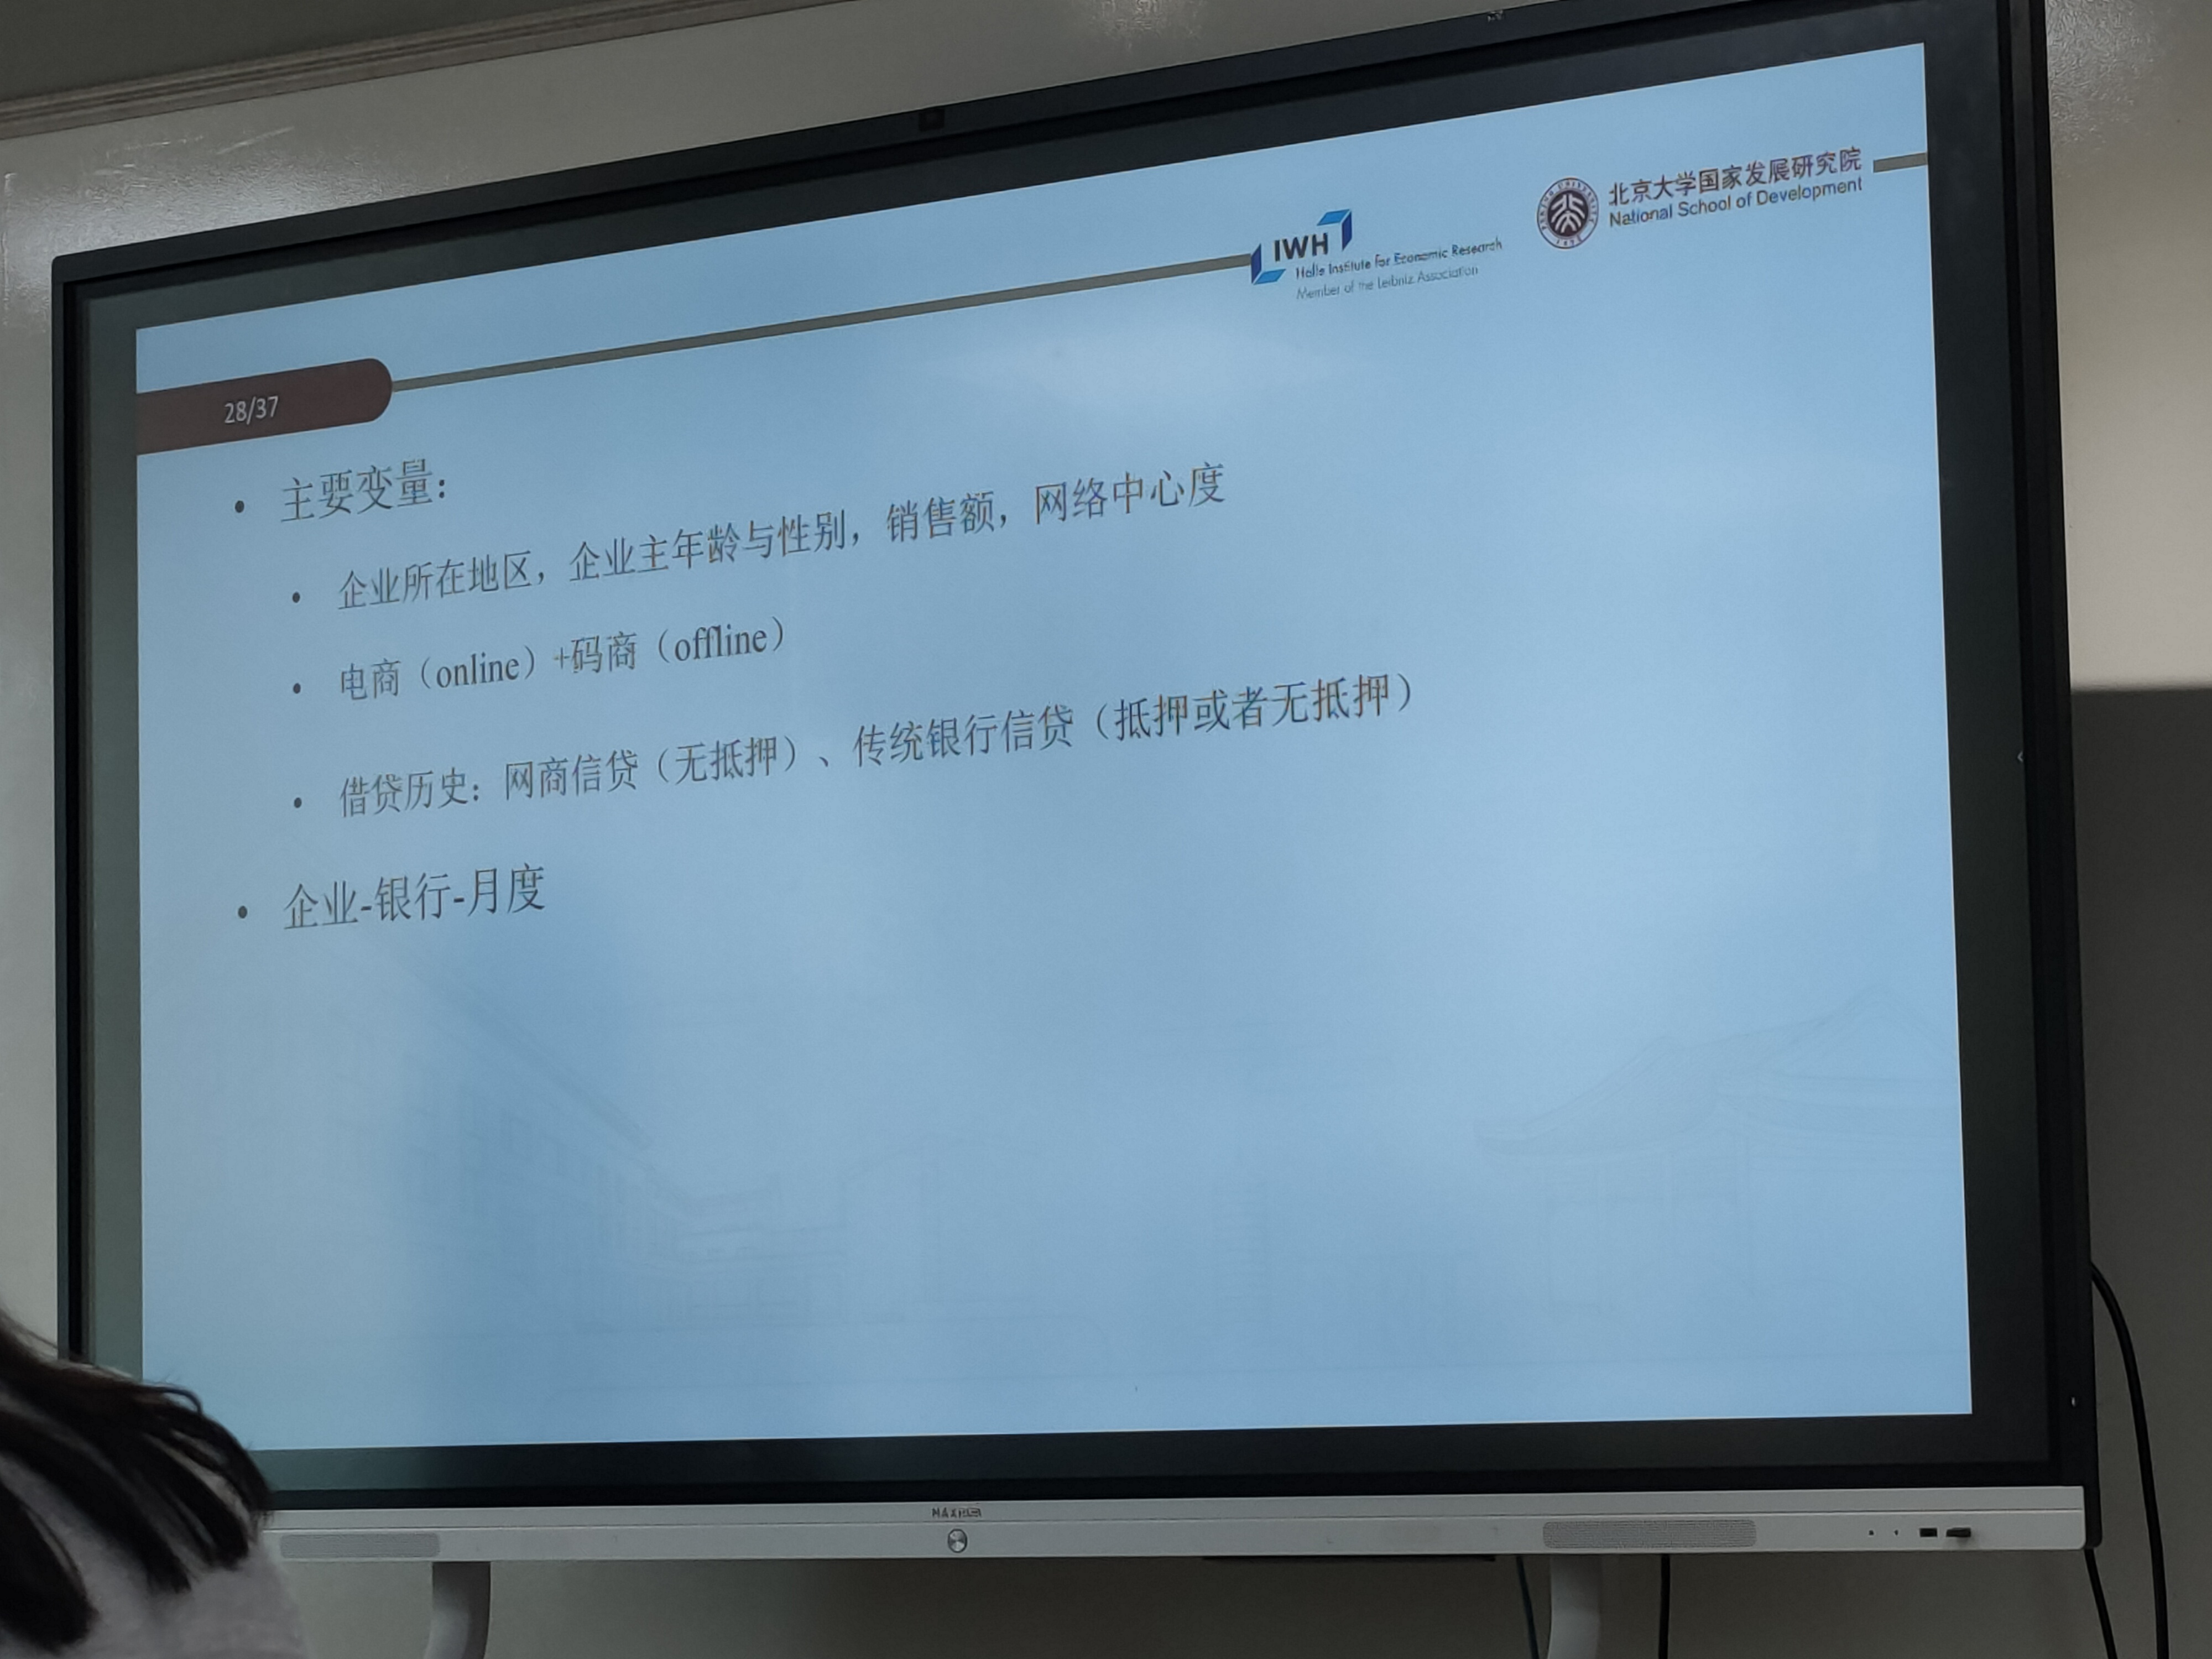 北京大学国家发展研究院
National School of Development
IWH
Halle Institute for Economic Research
Member of the Leibniz Association
28/37
• 主要变量：
• 企业所在地区，企业主年龄与性别，销售额，网络中心度
• 电商（online）+码商（offline）
• 借贷历史：网商信贷（无抵押）、传统银行信贷（抵押或者无抵押）
• 企业-银行-月度